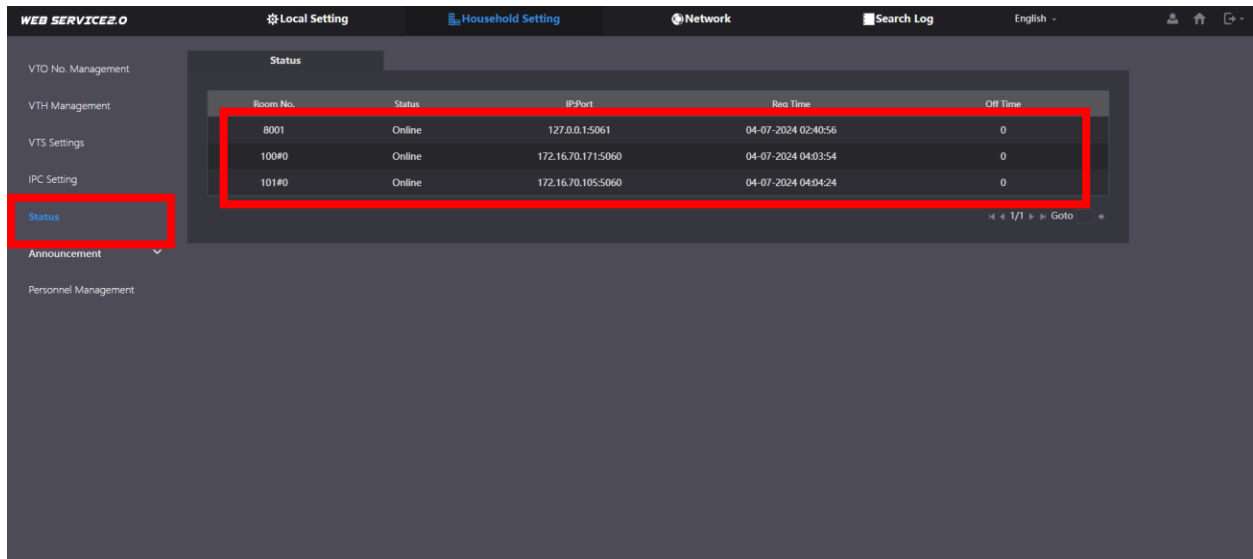 WEB SERVICE2.0 Local Setting Household Setting Network Search Log English
Status
VTO No. Management
VTH Management
VTS Settings
IPC Setting
Status
Announcement
Personnel Management
Room No. Status IP:Port Reg Time Off Time
8001 Online 127.0.0.1:5061 04-07-2024 02:40:56 0
100#0 Online 172.16.70.171:5060 04-07-2024 04:03:54 0
101#0 Online 172.16.70.105:5060 04-07-2024 04:04:24 0
1/1 Goto